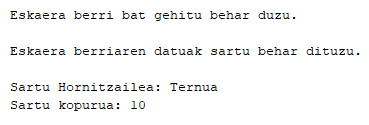 Eskaera berri bat gehitu behar duzu.
Eskaera berriaren datuak sartu behar dituzu.
Sartu Hornitzailea: Ternua
Sartu kopurua: 10